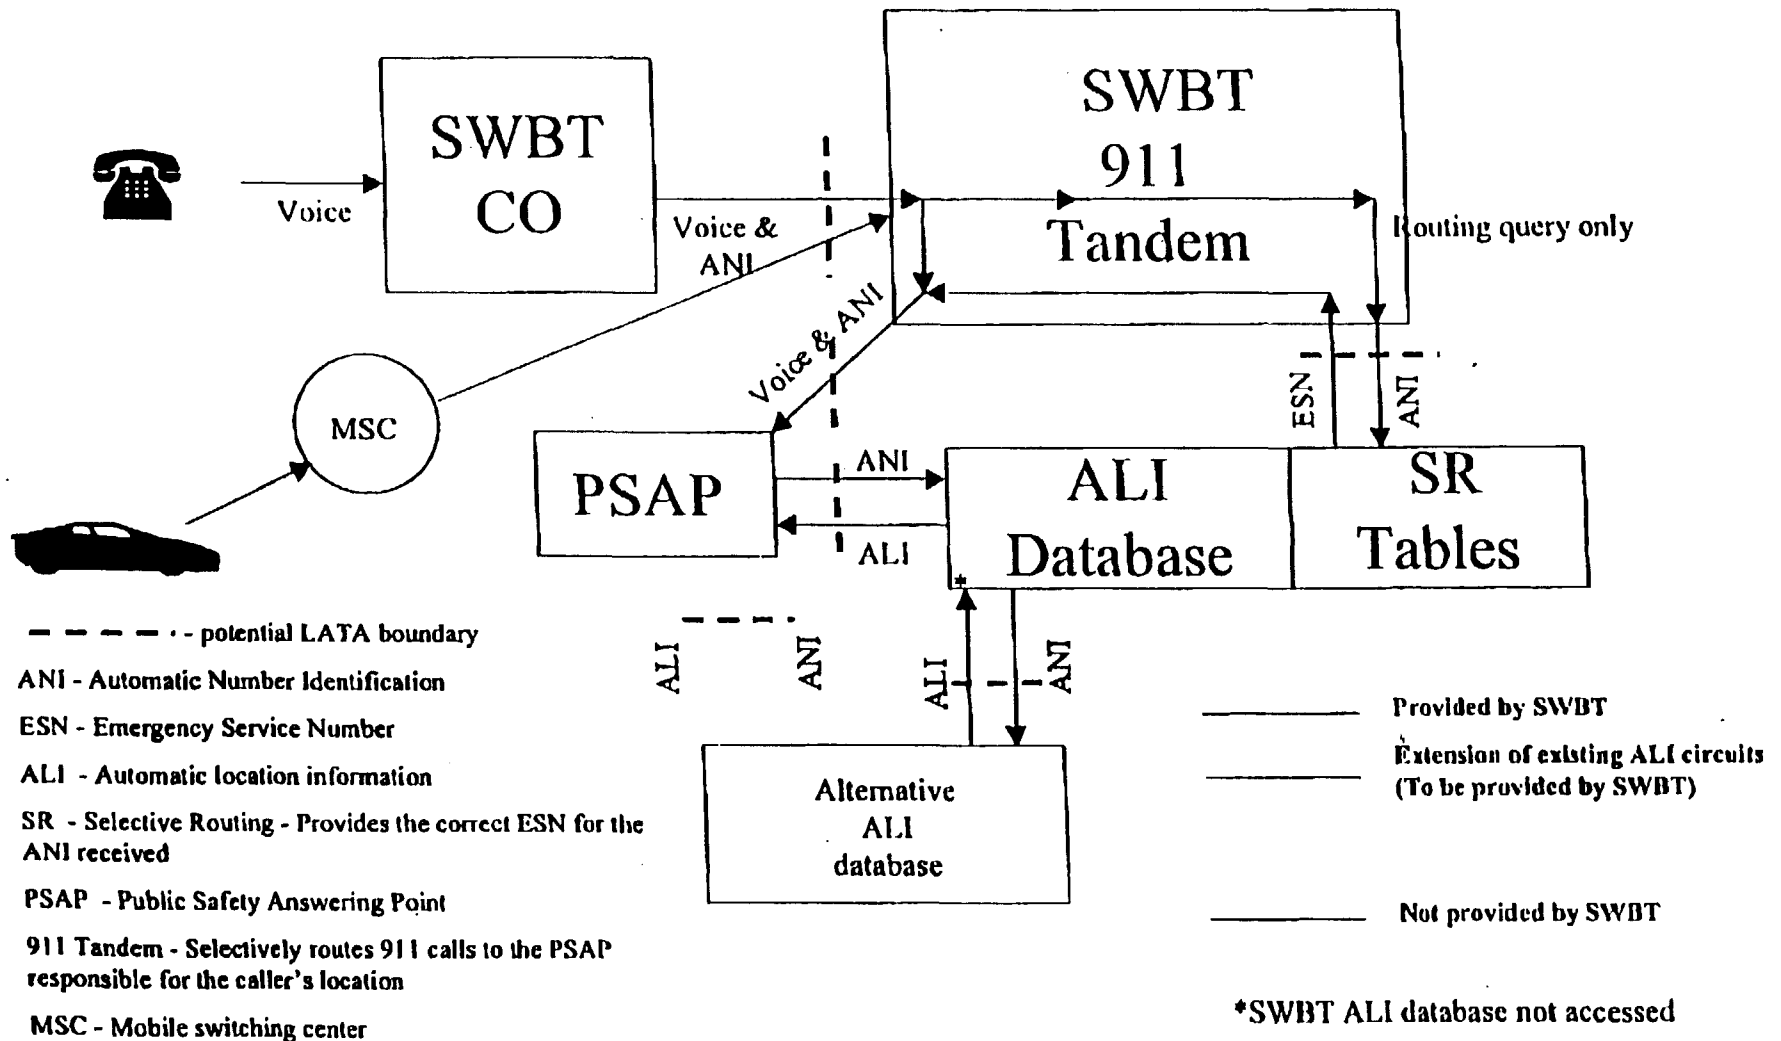 SWBT
CO
SWBT
911
Tandem
Voice
Voice &
ANI
Routing query only
Voice & ANI
MSC
ESN
ANI
PSAP
ANI
ALI
ALI
Database
*
SR
Tables
ALI
ANI
ALI
ANI
Alternative
ALI
database
- potential LATA boundary
ANI - Automatic Number Identification
ESN - Emergency Service Number
ALI - Automatic location information
SR - Selective Routing - Provides the correct ESN for the
ANI received
PSAP - Public Safety Answering Point
911 Tandem - Selectively routes 911 calls to the PSAP
responsible for the caller's location
MSC - Mobile switching center
Provided by SWBT
Extension of existing ALI circuits
(To be provided by SWBT)
Not provided by SWBT
*SWBT ALI database not accessed